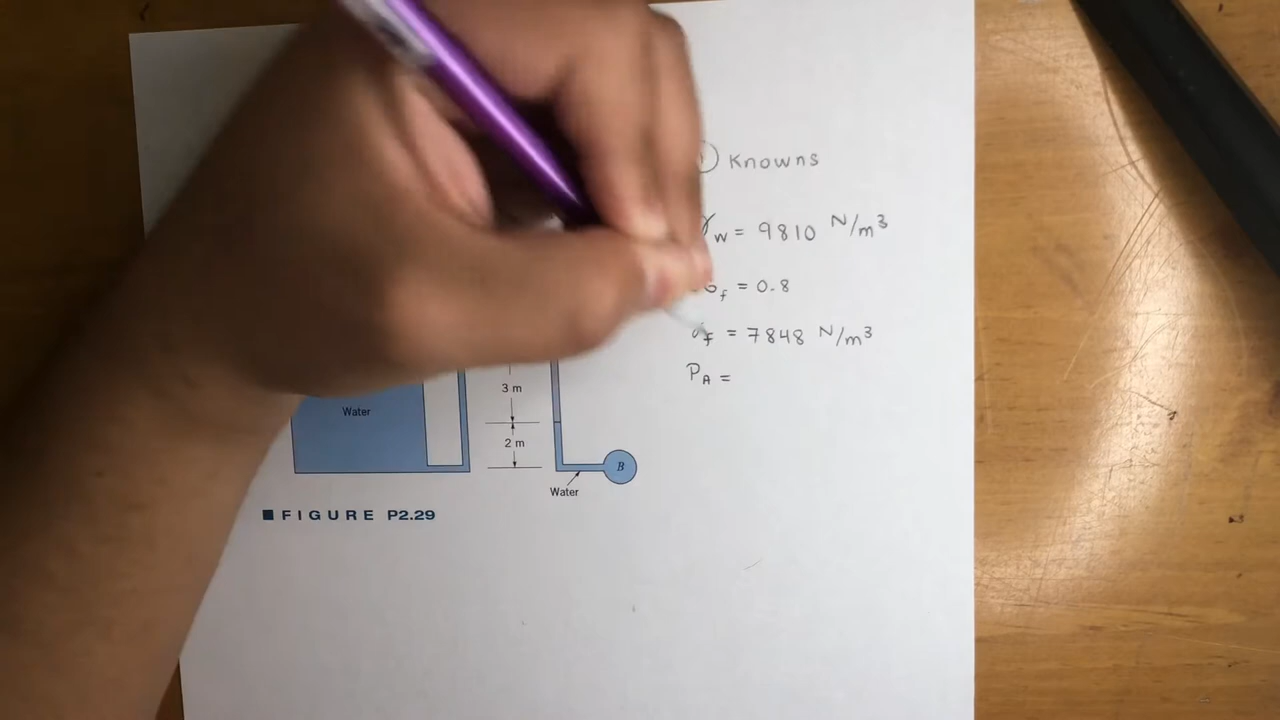 Knowns
γw = 9810 N/m³
f = 0.8
f = 7848 N/m³
PA =
3 m
Water
2 m
B
Water
■ FIGURE P2.29